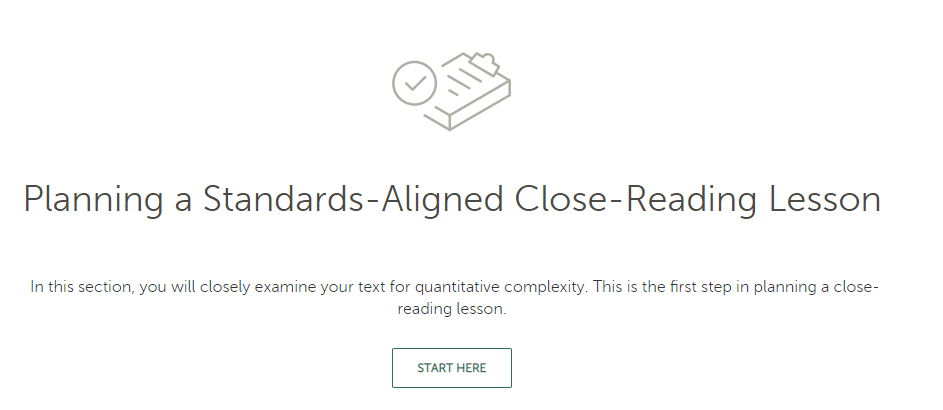 Planning a Standards-Aligned Close-Reading Lesson
In this section, you will closely examine your text for quantitative complexity. This is the first step in planning a close-
reading lesson.
START HERE